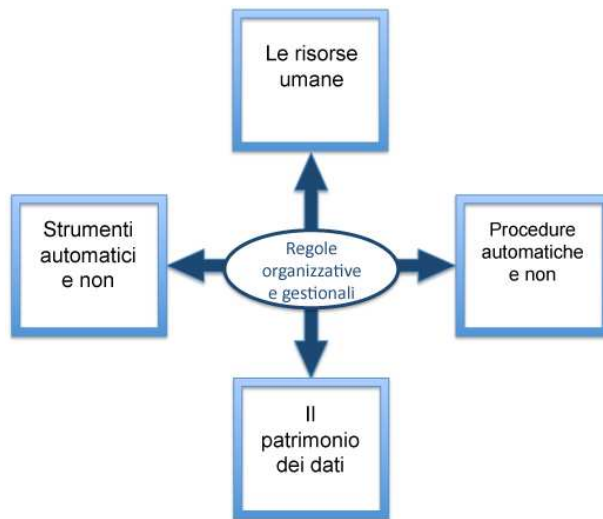 Le risorse
umane
Strumenti
automatici
e non
Regole
organizzative
e gestionali
Procedure
automatiche
e non
Il
patrimonio
dei dati